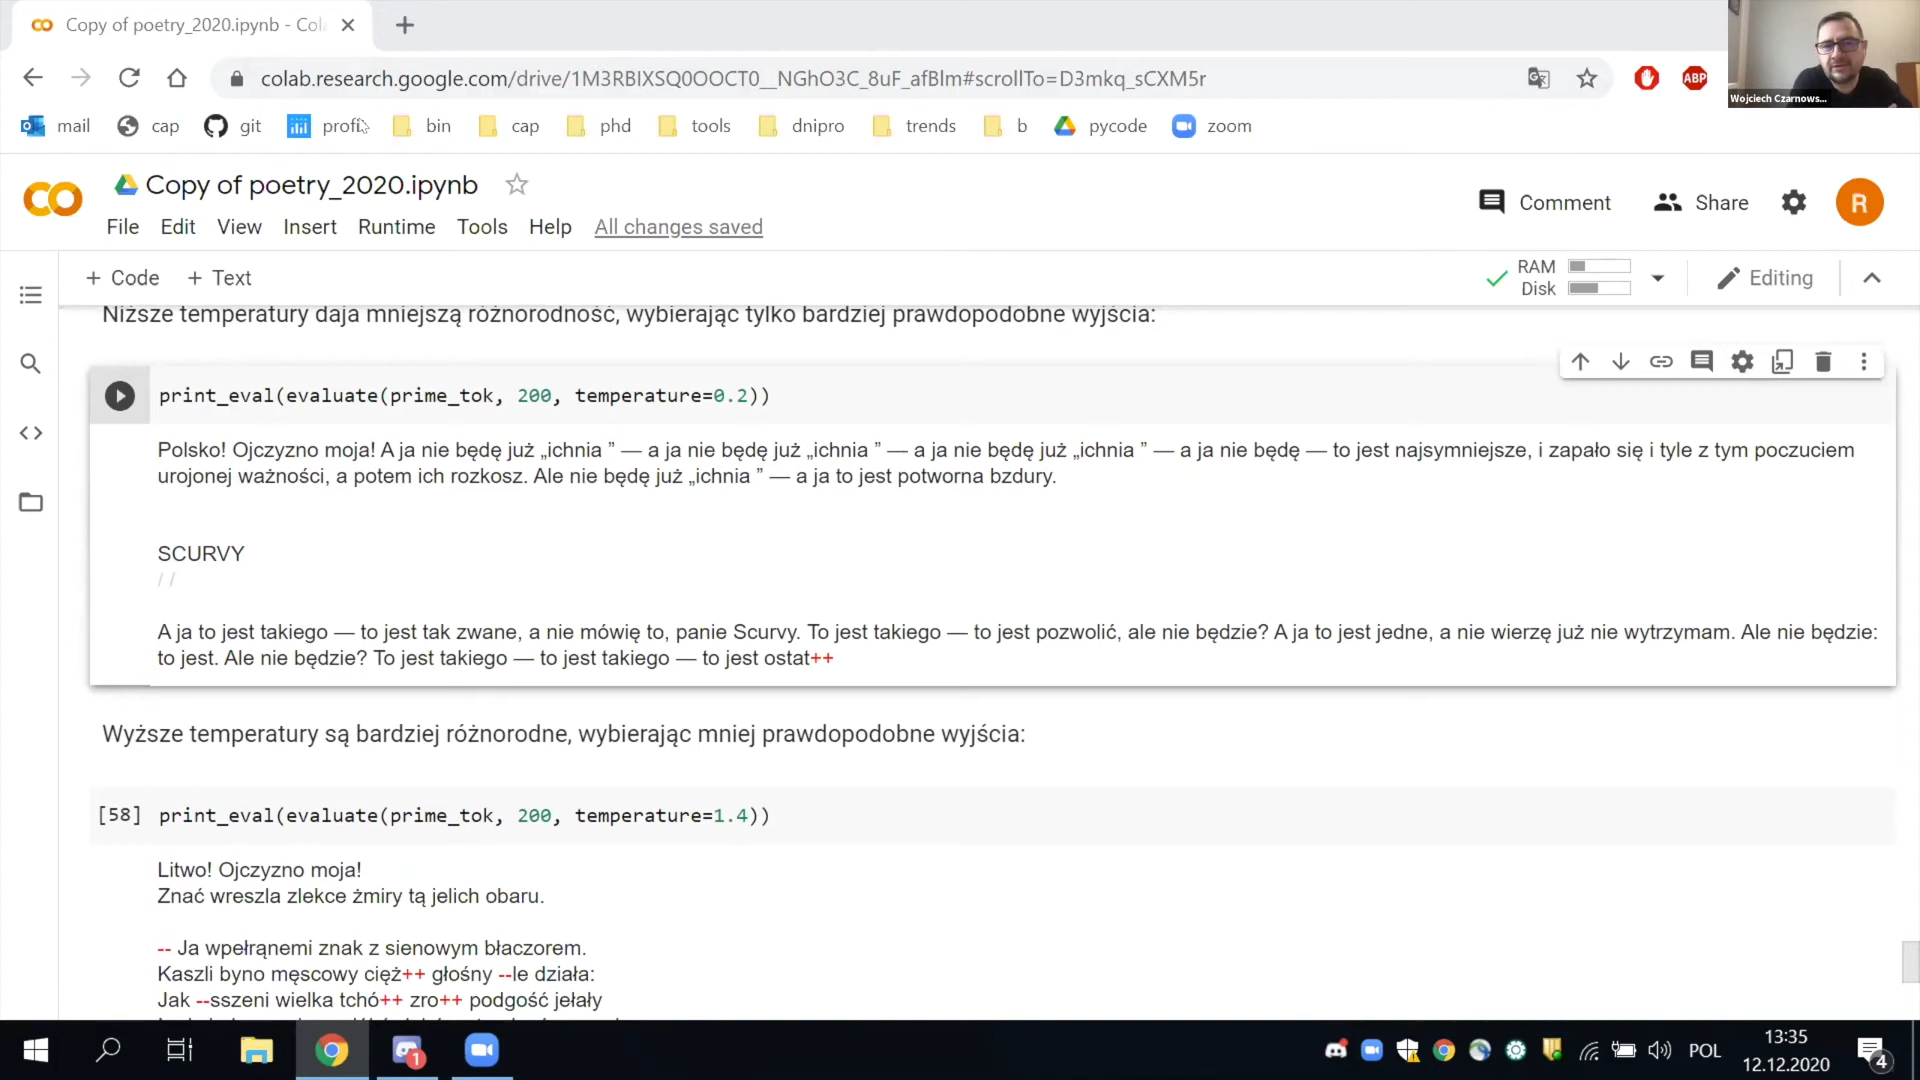 Copy of poetry_2020.ipynb - Col
colab.research.google.com/drive/1M3RBIXSQ0OOCT0__NGhO3C_8uF_afBlm#scrollTo=D3mkq_sCXM5r
ABP
Wojciech Czarnows...
mail cap git profi bin cap phd tools dnipro trends b pycode zoom
Copy of poetry_2020.ipynb
Comment Share R
File Edit View Insert Runtime Tools Help All changes saved
+ Code + Text
RAM
Disk
Editing
Niższe temperatury daja mniejszą różnorodność, wybierając tylko bardziej prawdopodobne wyjścia:
print_eval(evaluate(prime_tok, 200, temperature=0.2))
Polsko! Ojczyzno moja! A ja nie będę już „ichnia ” — a ja nie będę już „ichnia ” — a ja nie będę już „ichnia ” — a ja nie będę — to jest najsymniejsze, i zapało się i tyle z tym poczuciem
urojonej ważności, a potem ich rozkosz. Ale nie będę już „ichnia ” — a ja to jest potworna bzdury.
SCURVY
/ /
A ja to jest takiego — to jest tak zwane, a nie mówię to, panie Scurvy. To jest takiego — to jest pozwolić, ale nie będzie? A ja to jest jedne, a nie wierzę już nie wytrzymam. Ale nie będzie:
to jest. Ale nie będzie? To jest takiego — to jest takiego — to jest ostat++
Wyższe temperatury są bardziej różnorodne, wybierając mniej prawdopodobne wyjścia:
[58] print_eval(evaluate(prime_tok, 200, temperature=1.4))
Litwo! Ojczyzno moja!
Znać wreszla zlekce żmiry tą jelich obaru.
-- Ja wpełrąnemi znak z sienowym błaczorem.
Kaszli byno męscowy cięż++ głośny --le działa:
Jak --sszeni wielka tchó++ zro++ podgość jełały
1
POL
13:35
12.12.2020
4